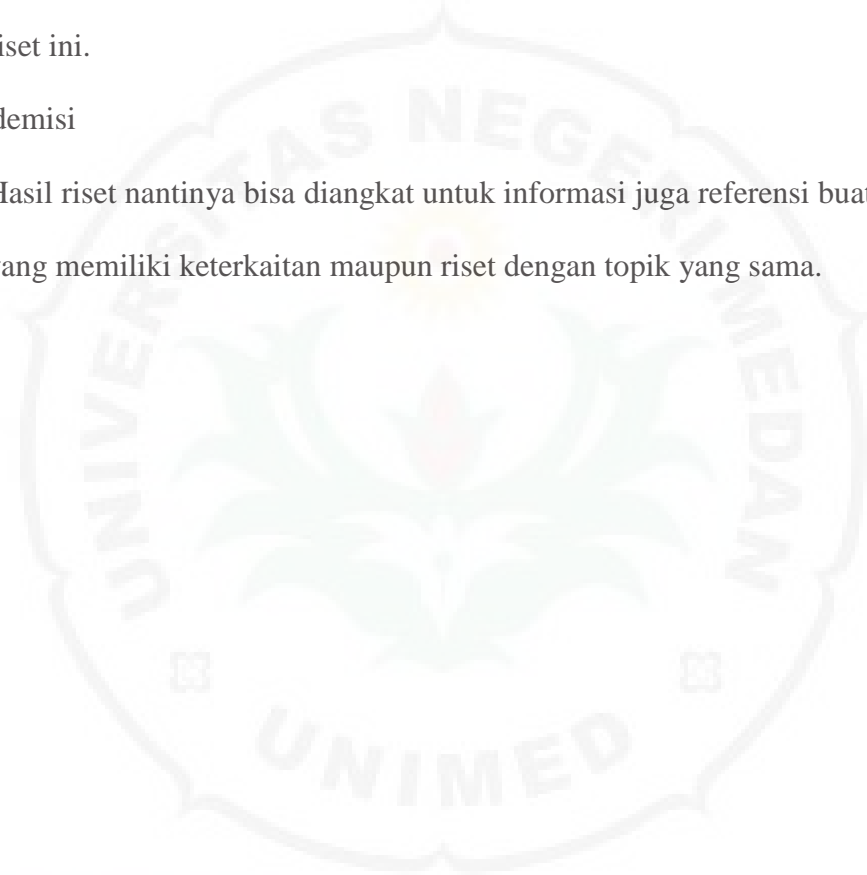 iset ini.
demisi
Hasil riset nantinya bisa diangkat untuk informasi juga referensi buat
yang memiliki keterkaitan maupun riset dengan topik yang sama.
UNIVERSITAS NEGERI MEDAN
UNIMED